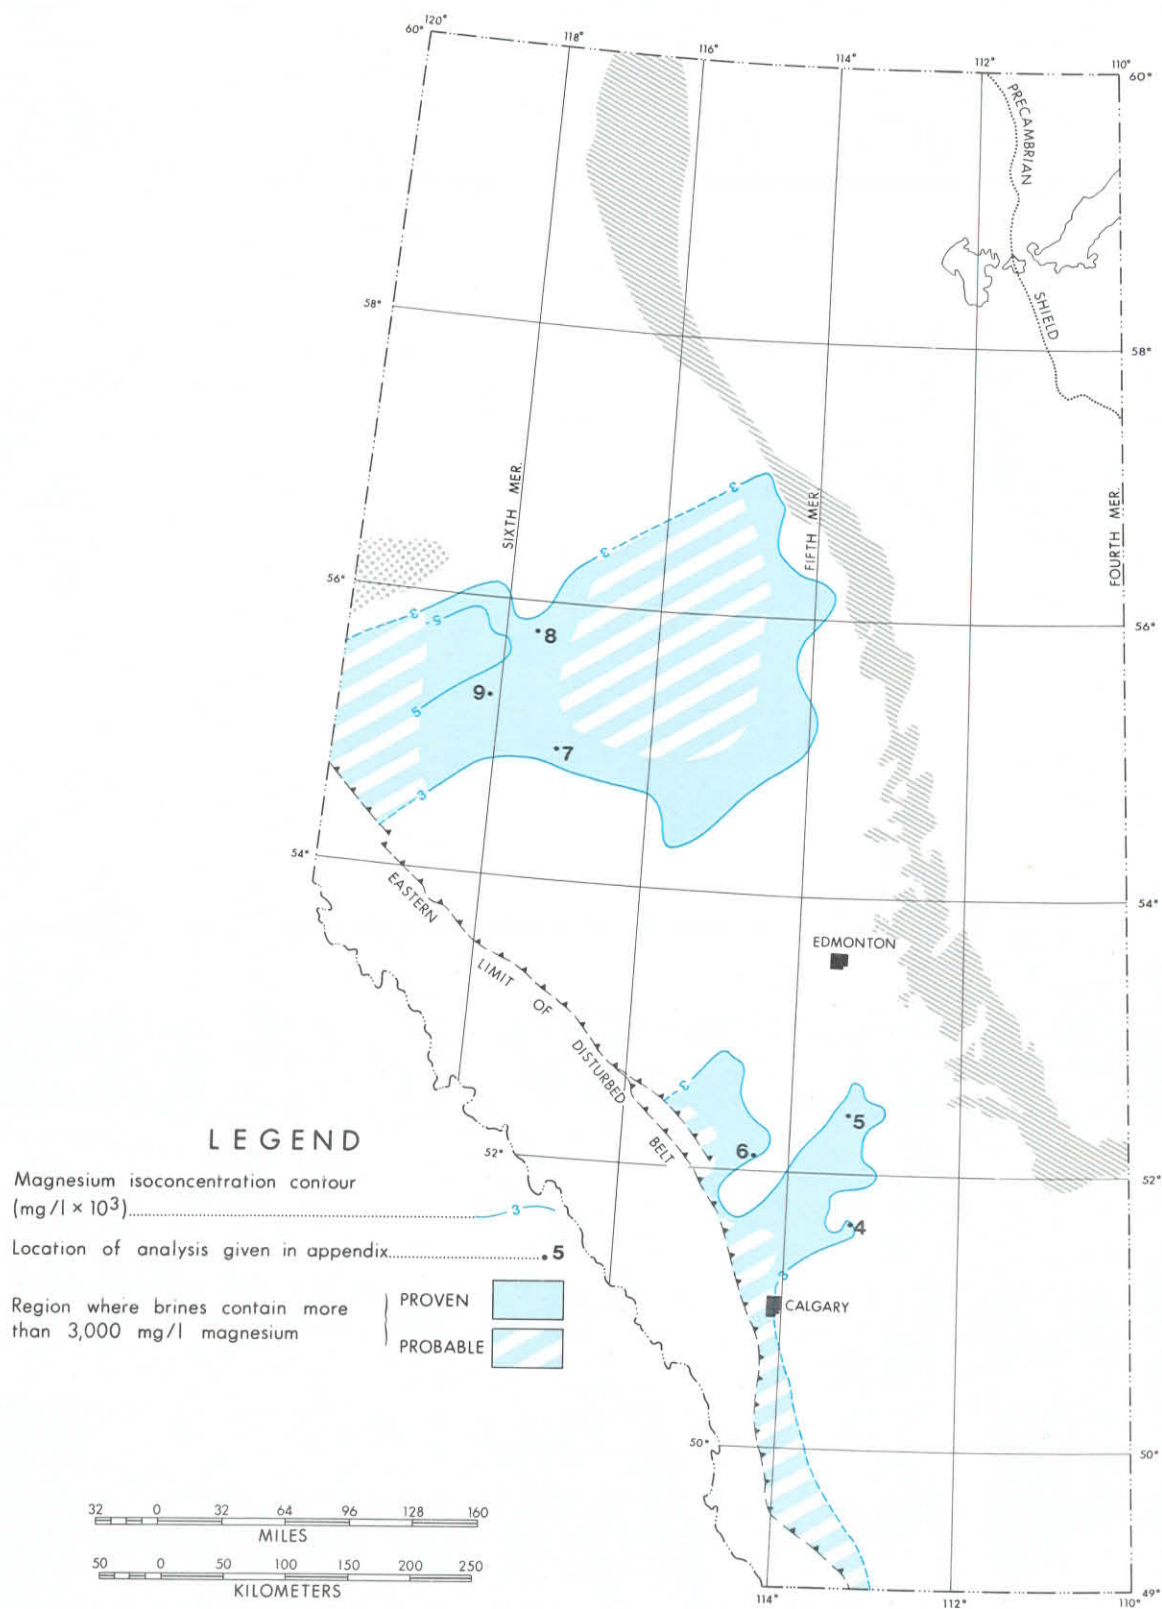 120°
60°
118°
116°
114°
112°
110°
60°
PRECAMBRIAN
SHIELD
58°
58°
SIXTH MER.
FIFTH MER.
FOURTH MER.
3
3
56°
3
5
8
56°
9
5
7
3
54°
54°
EASTERN
LIMIT OF
DISTURBED
BELT
EDMONTON
3
5
6
52°
52°
4
3
CALGARY
LEGEND
Magnesium isoconcentration contour
(mg/l × 10³) 3
Location of analysis given in appendix .5
Region where brines contain more
than 3,000 mg/l magnesium
PROVEN
PROBABLE
50°
50°
32 0 32 64 96 128 160
MILES
50 0 50 100 150 200 250
KILOMETERS
114°
112°
110°
49°